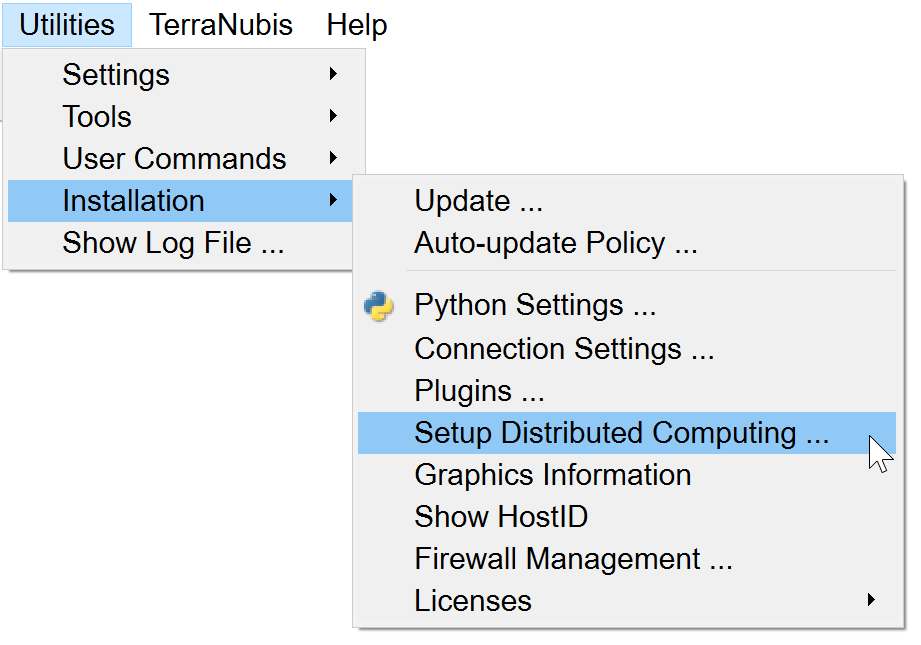 Utilities TerraNubis Help
Settings
Tools
User Commands
Installation
Show Log File ...
Update ...
Auto-update Policy ...
Python Settings ...
Connection Settings ...
Plugins ...
Setup Distributed Computing ...
Graphics Information
Show HostID
Firewall Management ...
Licenses